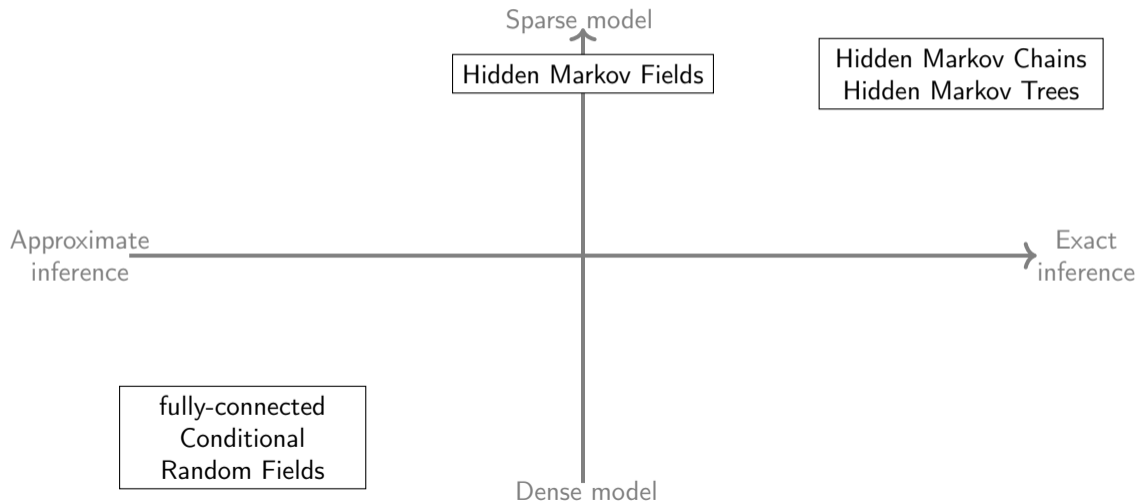 Sparse model
Hidden Markov Fields
Hidden Markov Chains
Hidden Markov Trees
Approximate
inference
Exact
inference
fully-connected
Conditional
Random Fields
Dense model